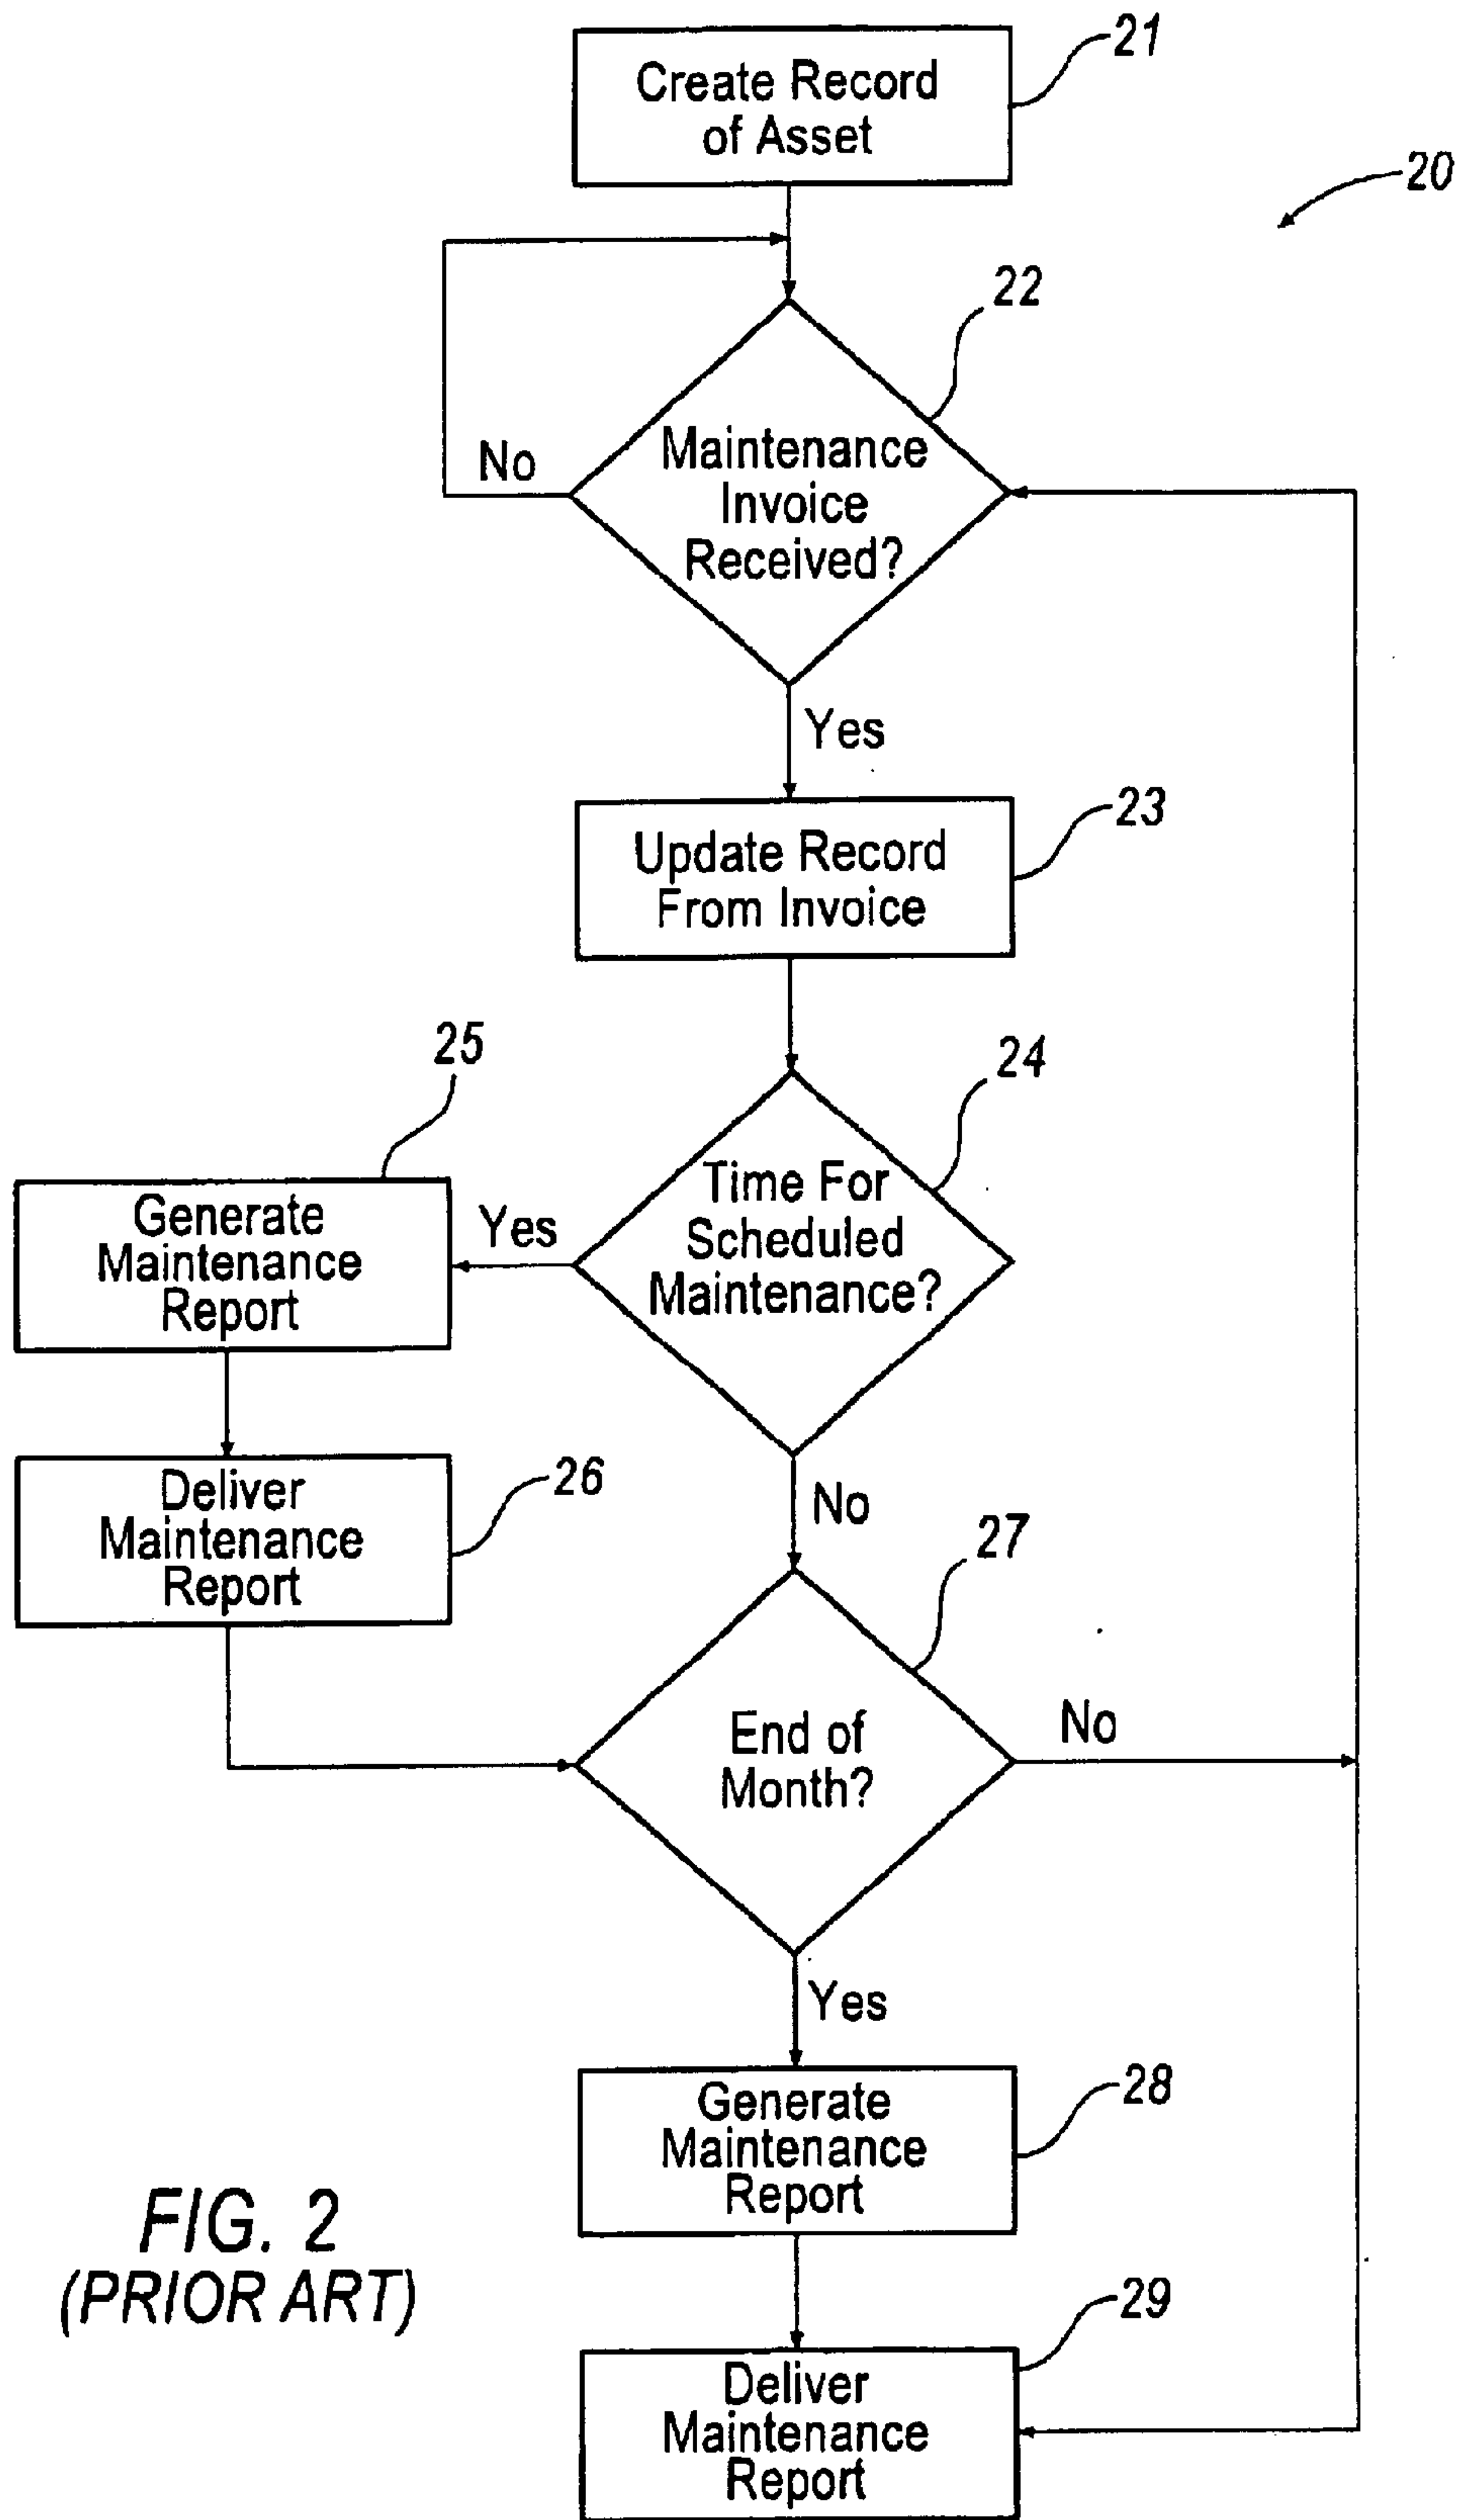 21
Create Record
of Asset
20
22
No
Maintenance
Invoice
Received?
Yes
23
Update Record
From Invoice
25
24
Generate
Maintenance
Report
Yes
Time For
Scheduled
Maintenance?
Deliver
Maintenance
Report
26
No
27
End of
Month?
No
Yes
28
Generate
Maintenance
Report
29
Deliver
Maintenance
Report
FIG. 2
(PRIOR ART)